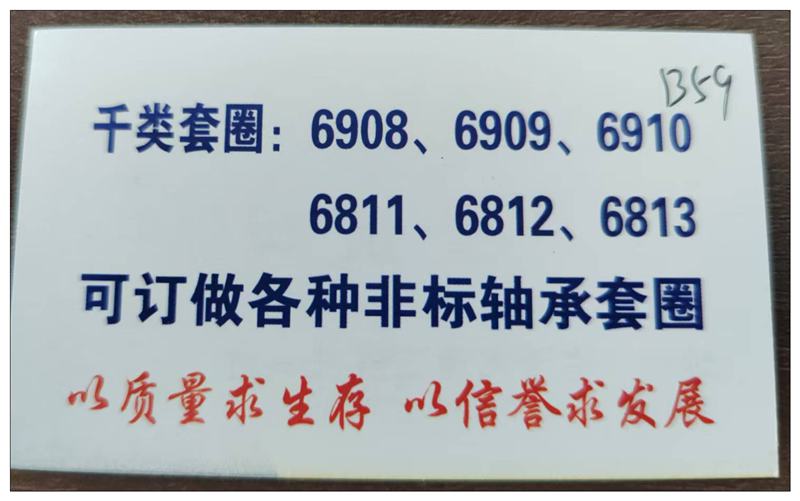 B59
千类套圈：6908、6909、6910
6811、6812、6813
可订做各种非标轴承套圈
以质量求生存 以信誉求发展